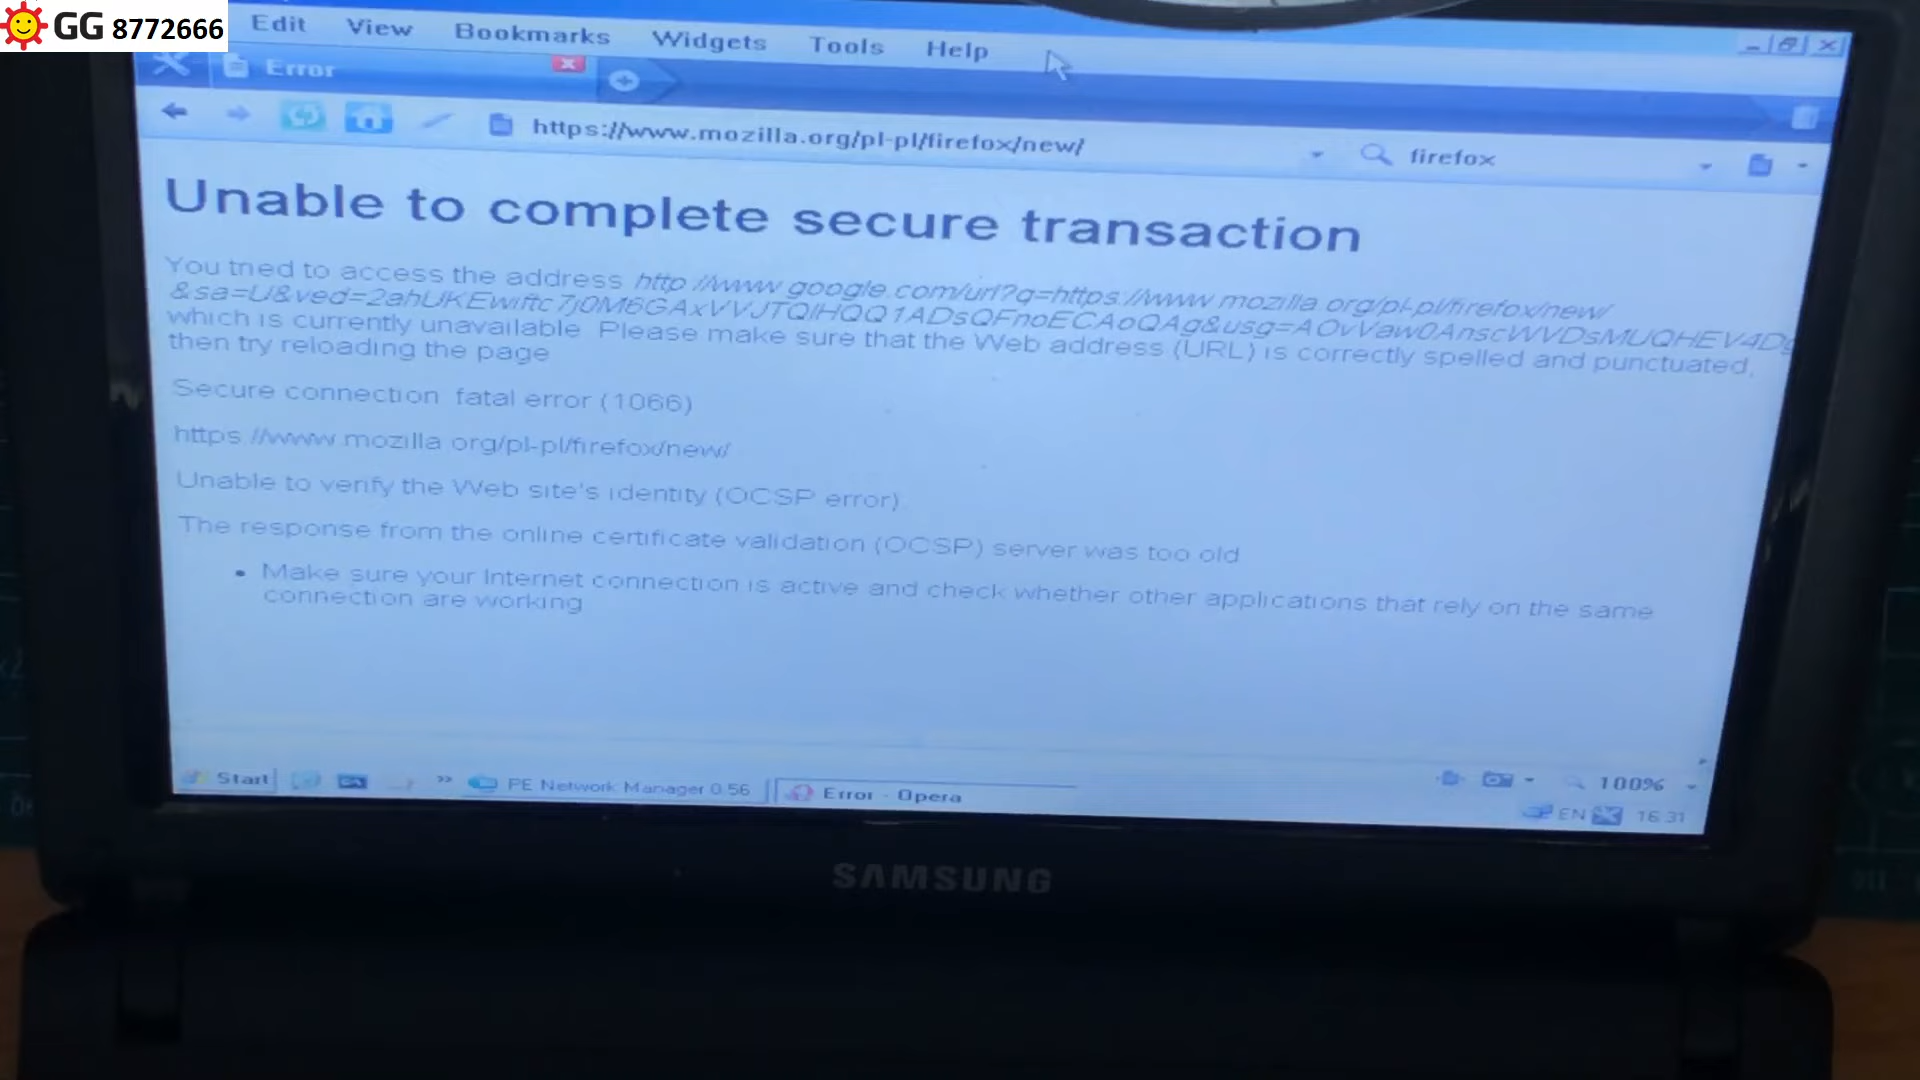 GG 8772666
Edit View Bookmarks Widgets Tools Help
Error
https://www.mozilla.org/pl-pl/firefox/new/
firefox
Unable to complete secure transaction
You tried to access the address http://www.google.com/url?q=https://www.mozilla.org/pl-pl/firefox/new/
which is currently unavailable. Please make sure that the Web address (URL) is correctly spelled and punctuated,
then try reloading the page
Secure connection fatal error (1066)
https://www.mozilla.org/pl-pl/firefox/new/
Unable to verify the Web site's identity (OCSP error).
The response from the online certificate validation (OCSP) server was too old
• Make sure your Internet connection is active and check whether other applications that rely on the same
connection are working
100%
Start » PE Network Manager 0.56 Error - Opera
EN 16:31
SAMSUNG